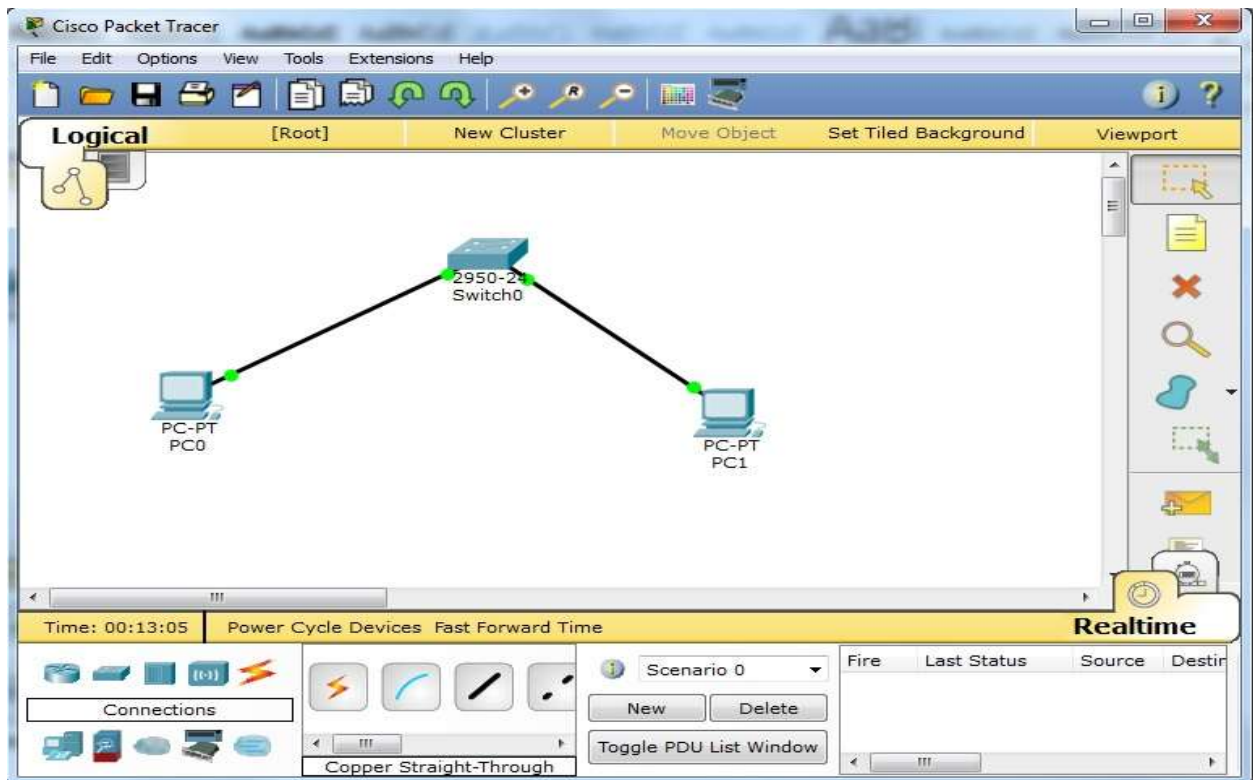 Cisco Packet Tracer
File Edit Options View Tools Extensions Help
Logical [Root] New Cluster Move Object Set Tiled Background Viewport
2950-24
Switch0
PC-PT
PC0
PC-PT
PC1
Time: 00:13:05 Power Cycle Devices Fast Forward Time Realtime
Scenario 0
Fire Last Status Source Destin
Connections
New Delete
Toggle PDU List Window
Copper Straight-Through